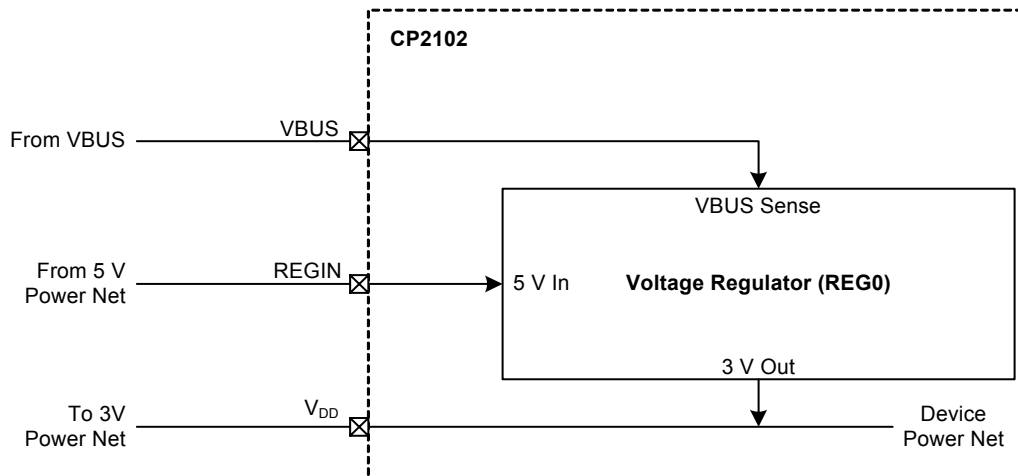 CP2102
From VBUS
VBUS
VBUS Sense
From 5 V
Power Net
REGIN
5 V In
Voltage Regulator (REG0)
3 V Out
To 3V
Power Net
VDD
Device
Power Net